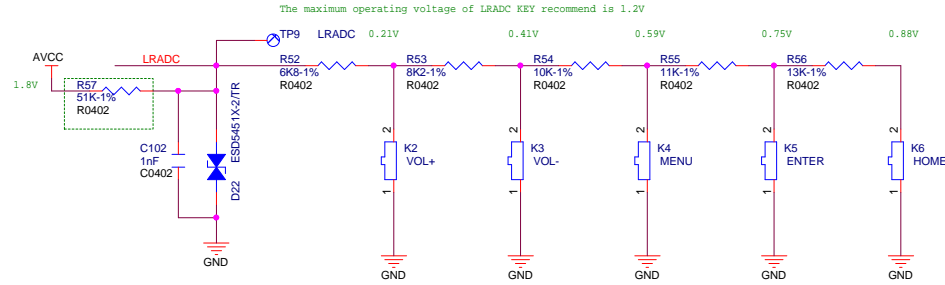 The maximum operating voltage of LRADC KEY recommend is 1.2V
TP9 LRADC 0.21V 0.41V 0.59V 0.75V 0.88V
AVCC
LRADC
1.8V
R52
6K8-1%
R0402
R53
8K2-1%
R0402
R54
10K-1%
R0402
R55
11K-1%
R0402
R56
13K-1%
R0402
R57
51K-1%
R0402
C102
1nF
C0402
ESD5451X-2/TR
D22
2
K2
VOL+
1
2
K3
VOL-
1
2
K4
MENU
1
2
K5
ENTER
1
2
K6
HOME
1
GND
GND
GND
GND
GND
GND